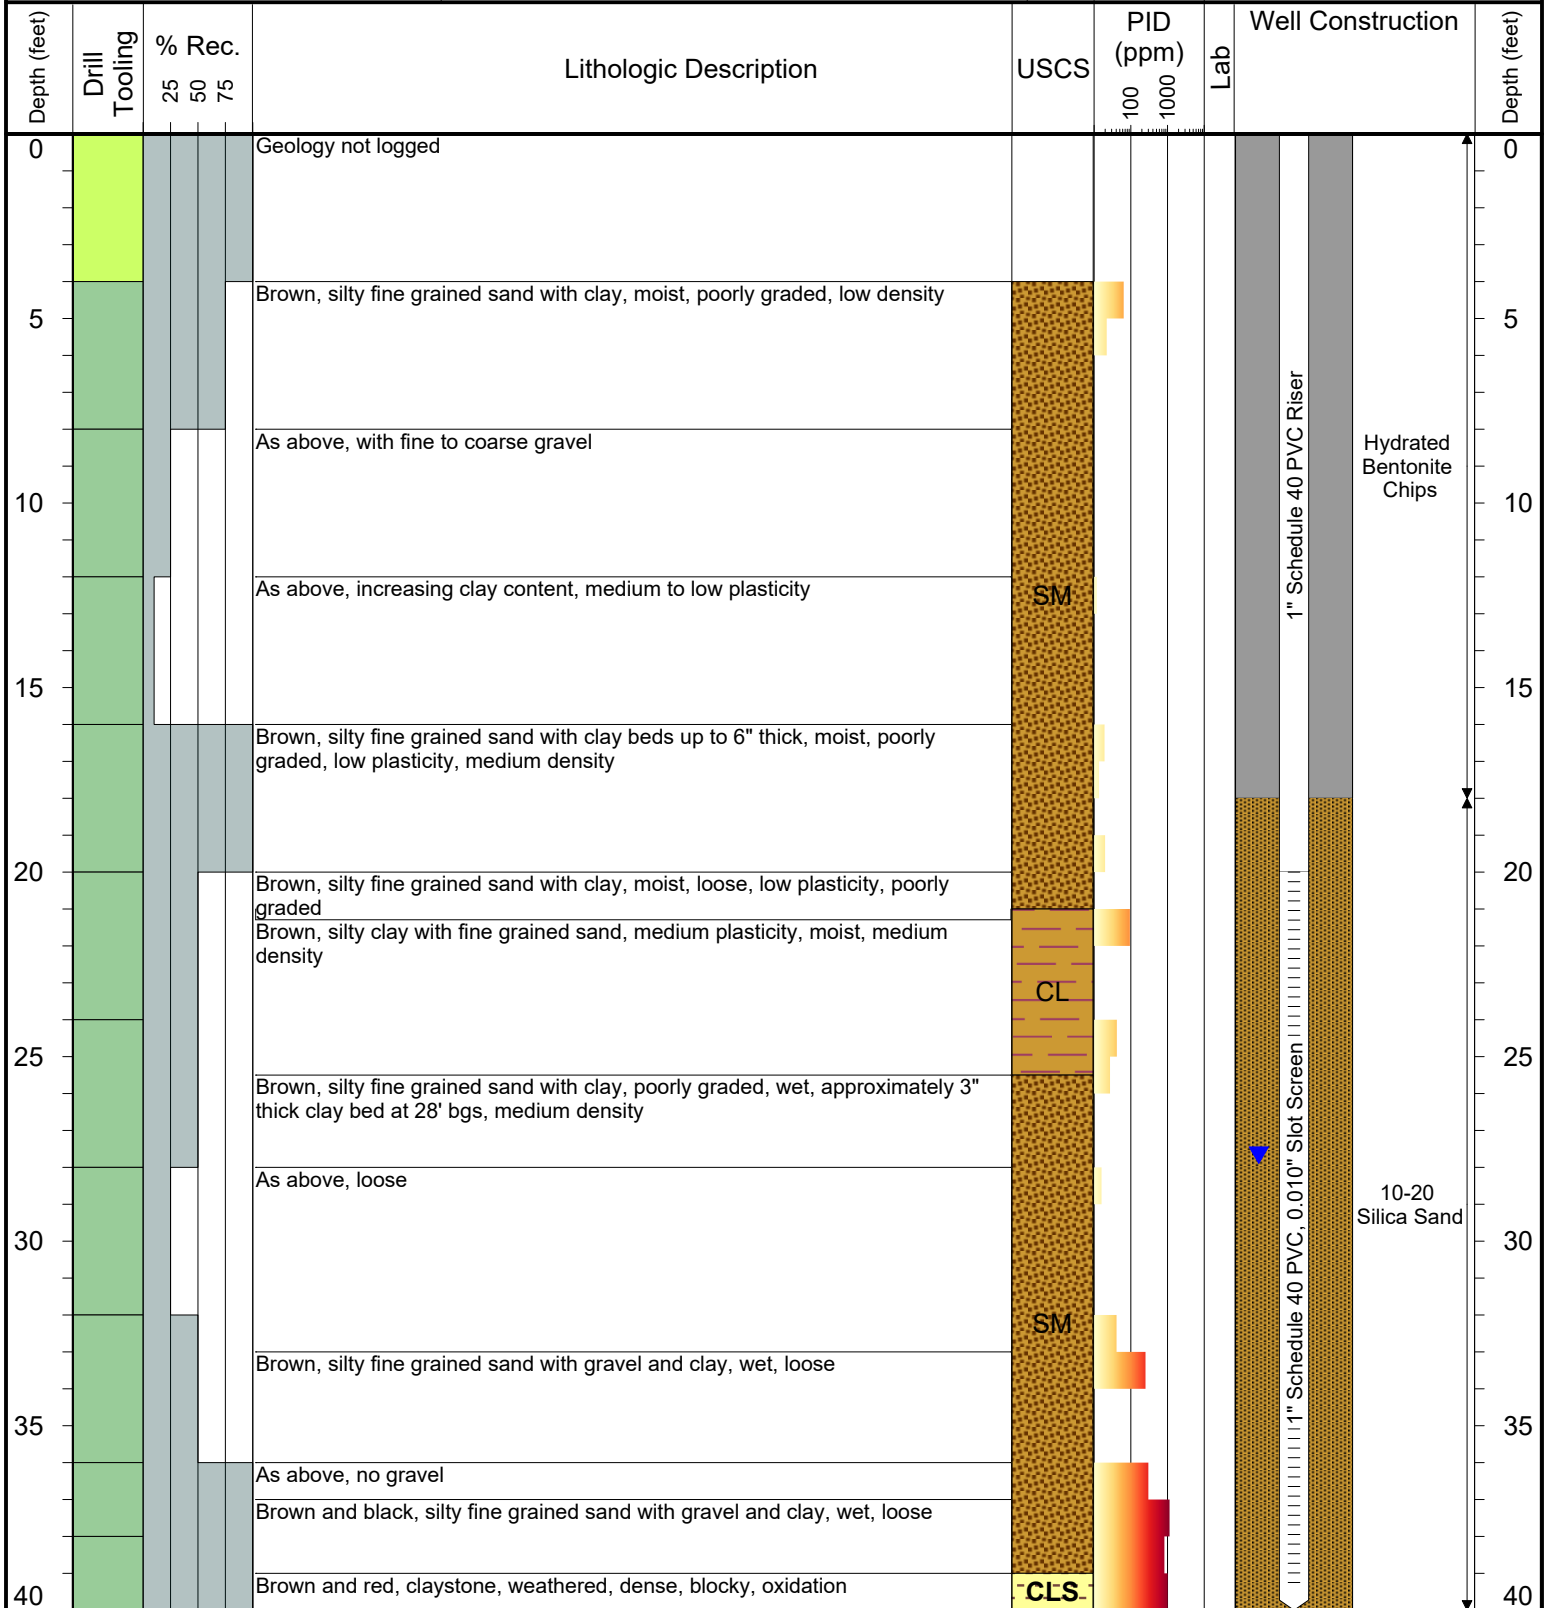 Depth (feet)
Drill
Tooling
% Rec.
25
50
75
Lithologic Description
USCS
PID
(ppm)
100
1000
Lab
Well Construction
Depth (feet)
0
Geology not logged
0
Brown, silty fine grained sand with clay, moist, poorly graded, low density
5
5
1" Schedule 40 PVC Riser
As above, with fine to coarse gravel
Hydrated
Bentonite
Chips
10
10
As above, increasing clay content, medium to low plasticity
SM
15
15
Brown, silty fine grained sand with clay beds up to 6" thick, moist, poorly
graded, low plasticity, medium density
20
20
Brown, silty fine grained sand with clay, moist, loose, low plasticity, poorly
graded
Brown, silty clay with fine grained sand, medium plasticity, moist, medium
density
CL
25
25
1" Schedule 40 PVC, 0.010" Slot Screen
Brown, silty fine grained sand with clay, poorly graded, wet, approximately 3"
thick clay bed at 28' bgs, medium density
As above, loose
10-20
Silica Sand
30
30
SM
Brown, silty fine grained sand with gravel and clay, wet, loose
35
35
As above, no gravel
Brown and black, silty fine grained sand with gravel and clay, wet, loose
Brown and red, claystone, weathered, dense, blocky, oxidation
CLS
40
40